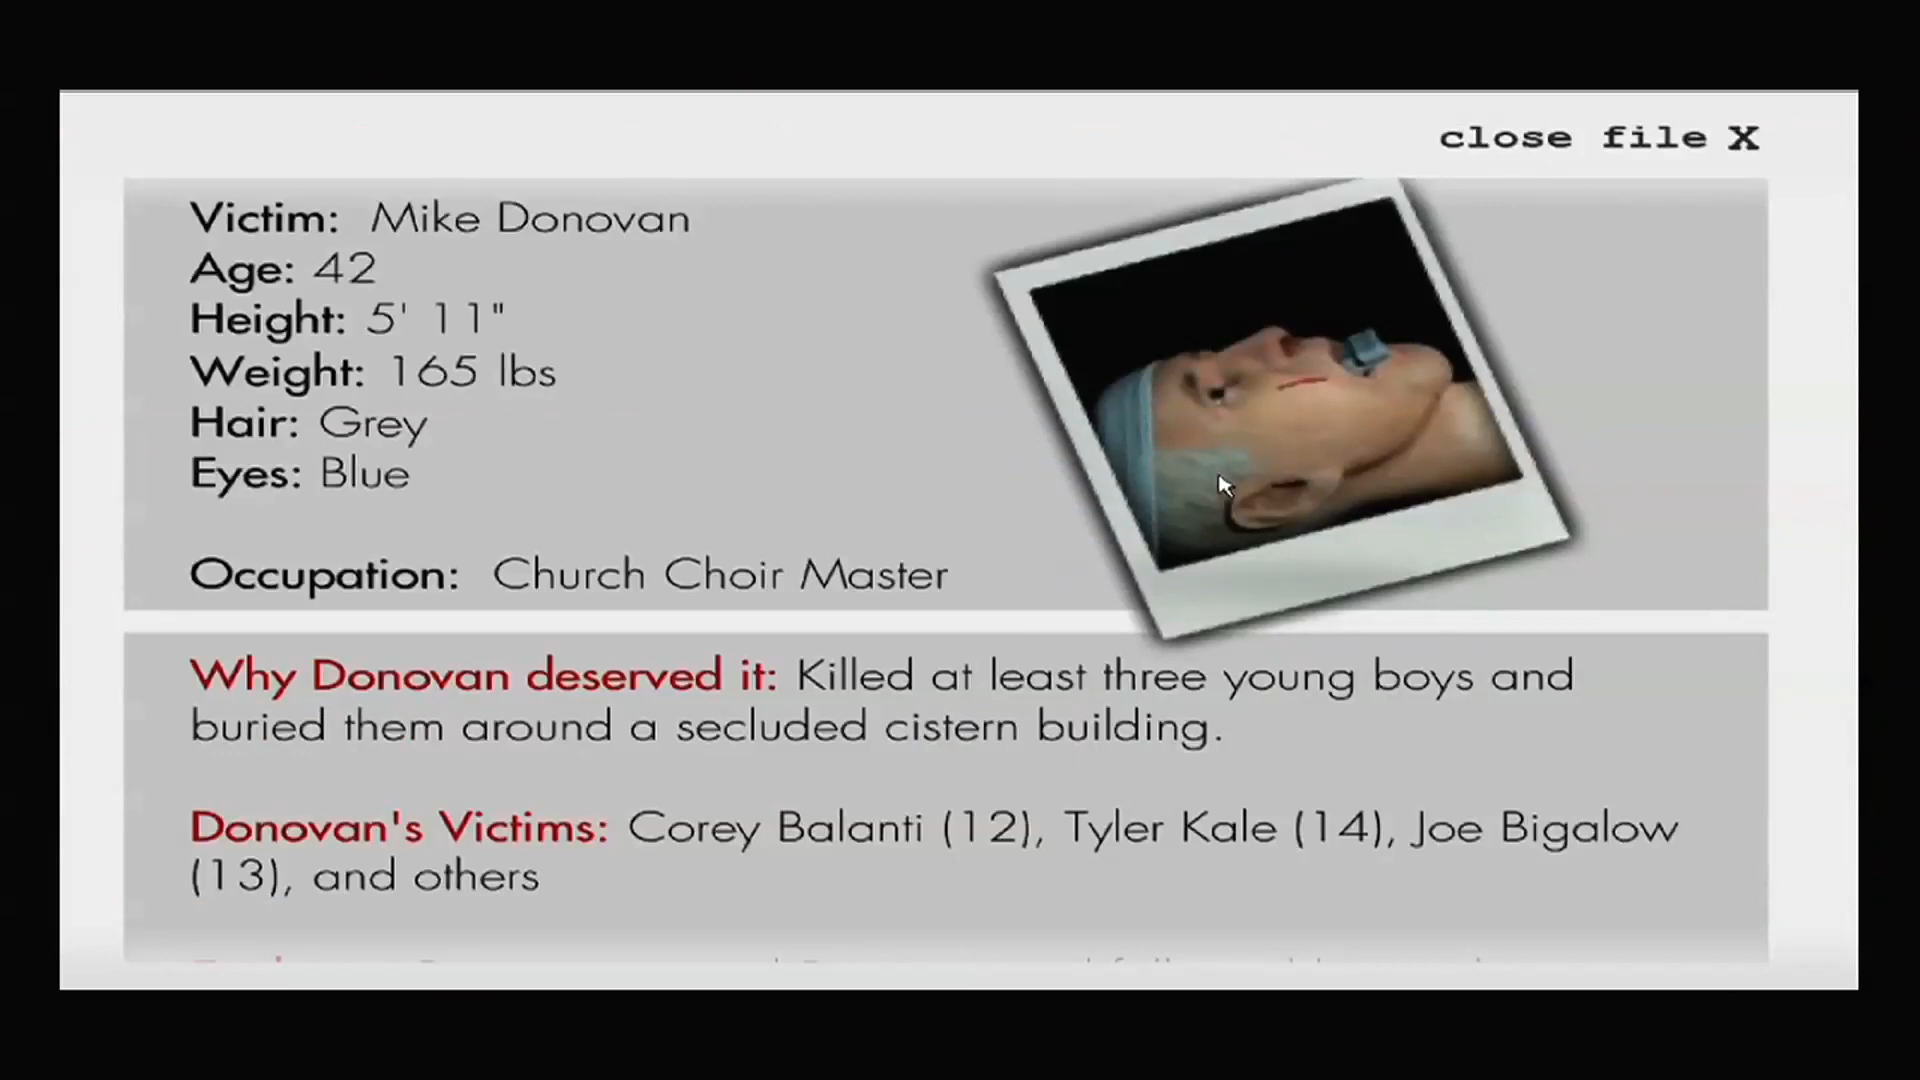 close file X
Victim: Mike Donovan
Age: 42
Height: 5' 11"
Weight: 165 lbs
Hair: Grey
Eyes: Blue
Occupation: Church Choir Master
Why Donovan deserved it: Killed at least three young boys and
buried them around a secluded cistern building.
Donovan's Victims: Corey Balanti (12), Tyler Kale (14), Joe Bigalow
(13), and others